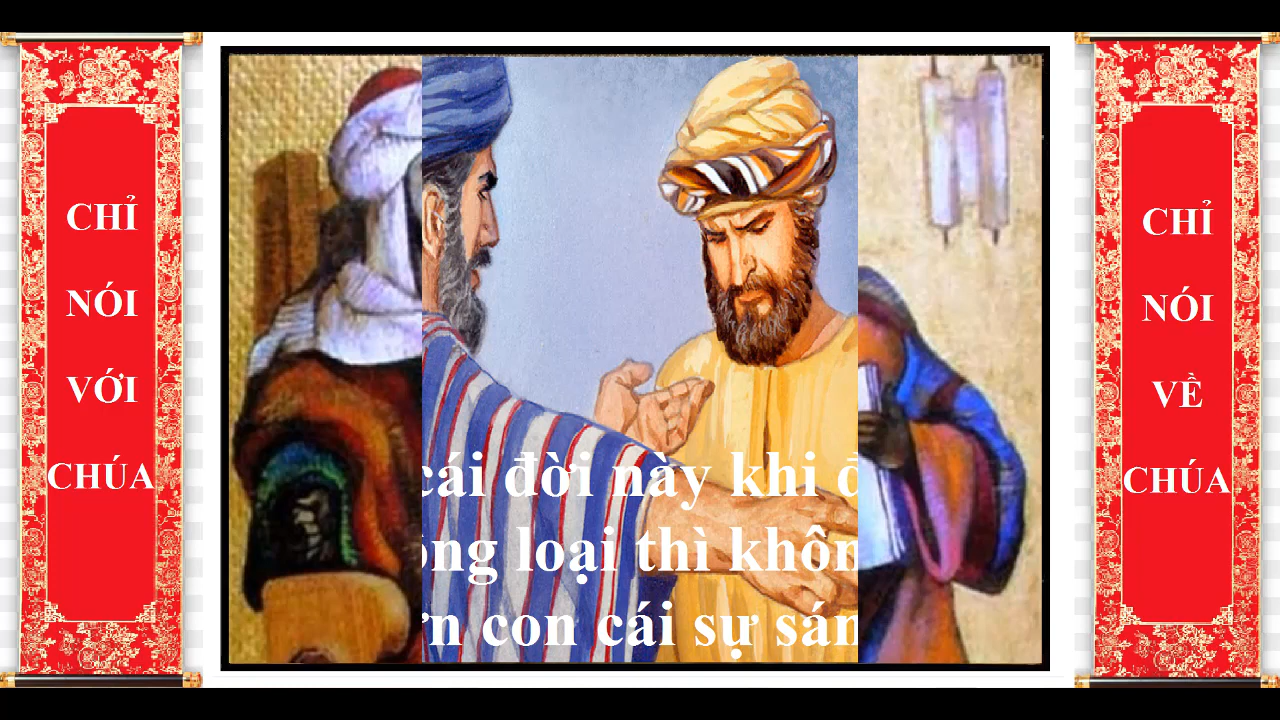 CHỈ
NÓI
VỚI
CHÚA
cái đời này khi
loại thì
con cái sự
CHỈ
NÓI
VỀ
CHÚA